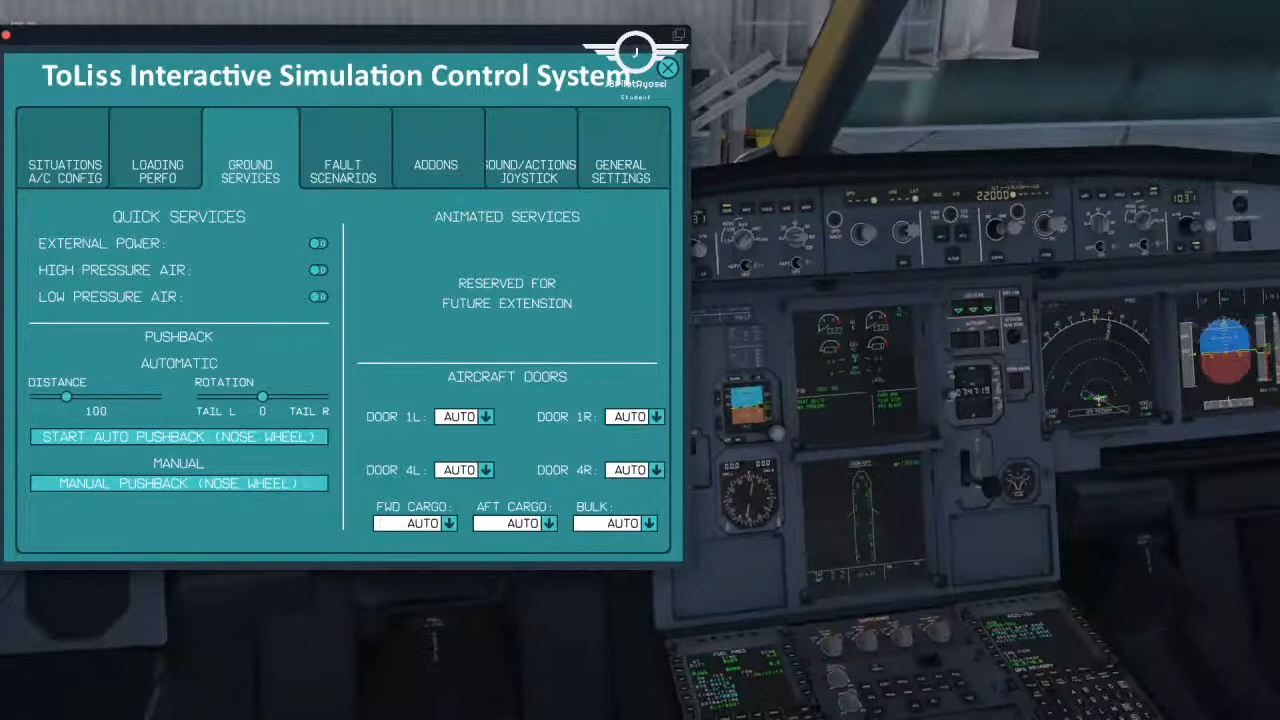 ToLiss Interactive Simulation Control System
J
JPilotRyosei
Student
SITUATIONS
A/C CONFIG
LOADING
PERFO
GROUND
SERVICES
FAULT
SCENARIOS
ADDONS
SOUND/ACTIONS
JOYSTICK
GENERAL
SETTINGS
QUICK SERVICES
EXTERNAL POWER:
HIGH PRESSURE AIR:
LOW PRESSURE AIR:
PUSHBACK
AUTOMATIC
DISTANCE
ROTATION
100
TAIL L 0 TAIL R
START AUTO PUSHBACK (NOSE WHEEL)
MANUAL
MANUAL PUSHBACK (NOSE WHEEL)
ANIMATED SERVICES
RESERVED FOR
FUTURE EXTENSION
AIRCRAFT DOORS
DOOR 1L: AUTO DOOR 1R: AUTO
DOOR 4L: AUTO DOOR 4R: AUTO
FWD CARGO: AFT CARGO: BULK:
AUTO AUTO AUTO
22000